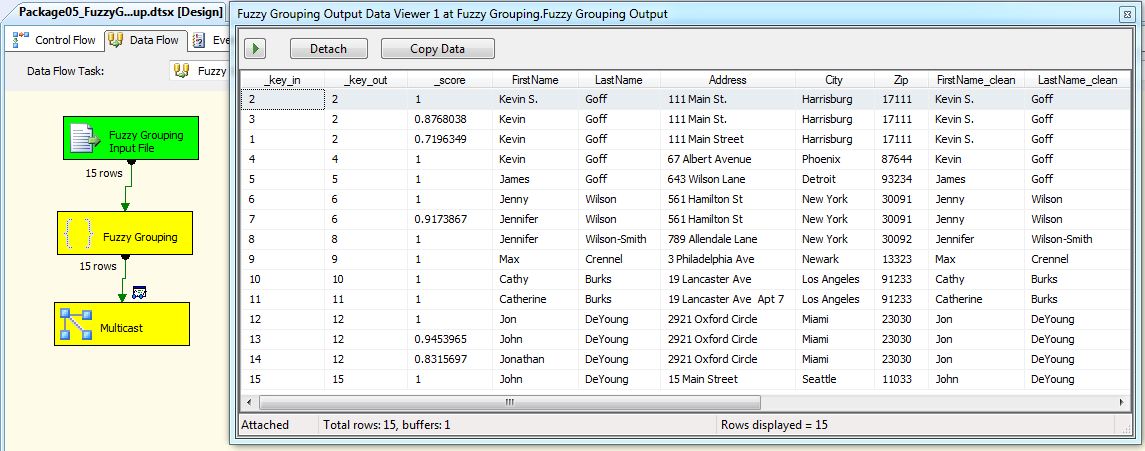 Package05_FuzzyG...up.dtsx [Design]
Control Flow
Data Flow
Eve
Data Flow Task:
Fuzzy
Fuzzy Grouping
Input File
15 rows
Fuzzy Grouping
15 rows
Multicast
Fuzzy Grouping Output Data Viewer 1 at Fuzzy Grouping.Fuzzy Grouping Output
Detach Copy Data
_key_in _key_out _score FirstName LastName Address City Zip FirstName_clean LastName_clean
2 2 1 Kevin S. Goff 111 Main St. Harrisburg 17111 Kevin S. Goff
3 2 0.8768038 Kevin Goff 111 Main St. Harrisburg 17111 Kevin S. Goff
1 2 0.7196349 Kevin Goff 111 Main Street Harrisburg 17111 Kevin S. Goff
4 4 1 Kevin Goff 67 Albert Avenue Phoenix 87644 Kevin Goff
5 5 1 James Goff 643 Wilson Lane Detroit 93234 James Goff
6 6 1 Jenny Wilson 561 Hamilton St New York 30091 Jenny Wilson
7 6 0.9173867 Jennifer Wilson 561 Hamilton St New York 30091 Jenny Wilson
8 8 1 Jennifer Wilson-Smith 789 Allendale Lane New York 30092 Jennifer Wilson-Smith
9 9 1 Max Crennel 3 Philadelphia Ave Newark 13323 Max Crennel
10 10 1 Cathy Burks 19 Lancaster Ave Los Angeles 91233 Cathy Burks
11 11 1 Catherine Burks 19 Lancaster Ave Apt 7 Los Angeles 91233 Catherine Burks
12 12 1 Jon DeYoung 2921 Oxford Circle Miami 23030 Jon DeYoung
13 12 0.9453965 John DeYoung 2921 Oxford Circle Miami 23030 Jon DeYoung
14 12 0.8315697 Jonathan DeYoung 2921 Oxford Circle Miami 23030 Jon DeYoung
15 15 1 John DeYoung 15 Main Street Seattle 11033 John DeYoung
Attached Total rows: 15, buffers: 1 Rows displayed = 15